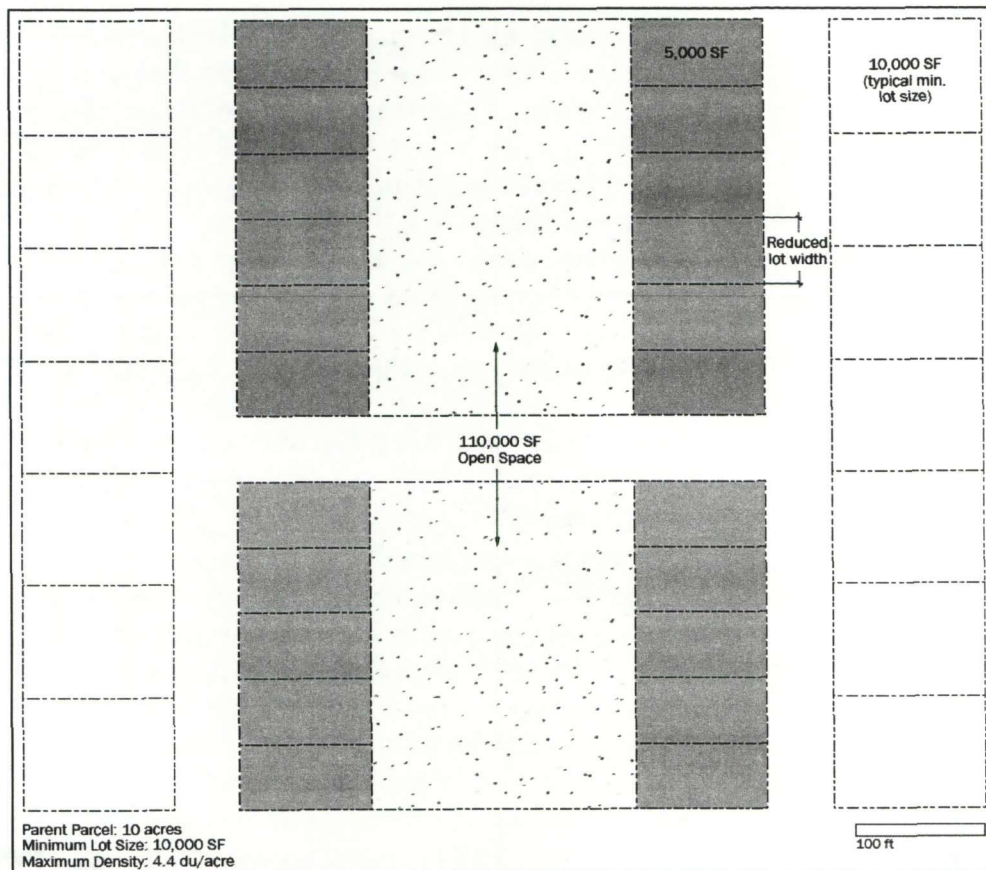 5,000 SF
10,000 SF
(typical min.
lot size)
Reduced
lot width
110,000 SF
Open Space
Parent Parcel: 10 acres
Minimum Lot Size: 10,000 SF
Maximum Density: 4.4 du/acre
100 ft